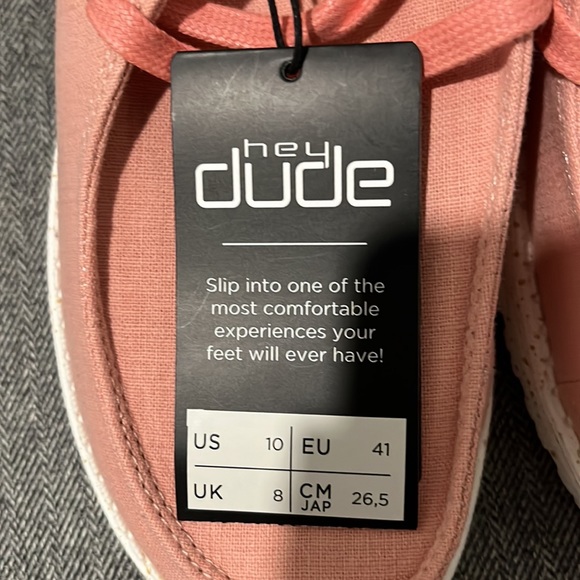 hey
dude
Slip into one of the
most comfortable
experiences your
feet will ever have!
US 10 EU 41
UK 8 CM JAP 26,5